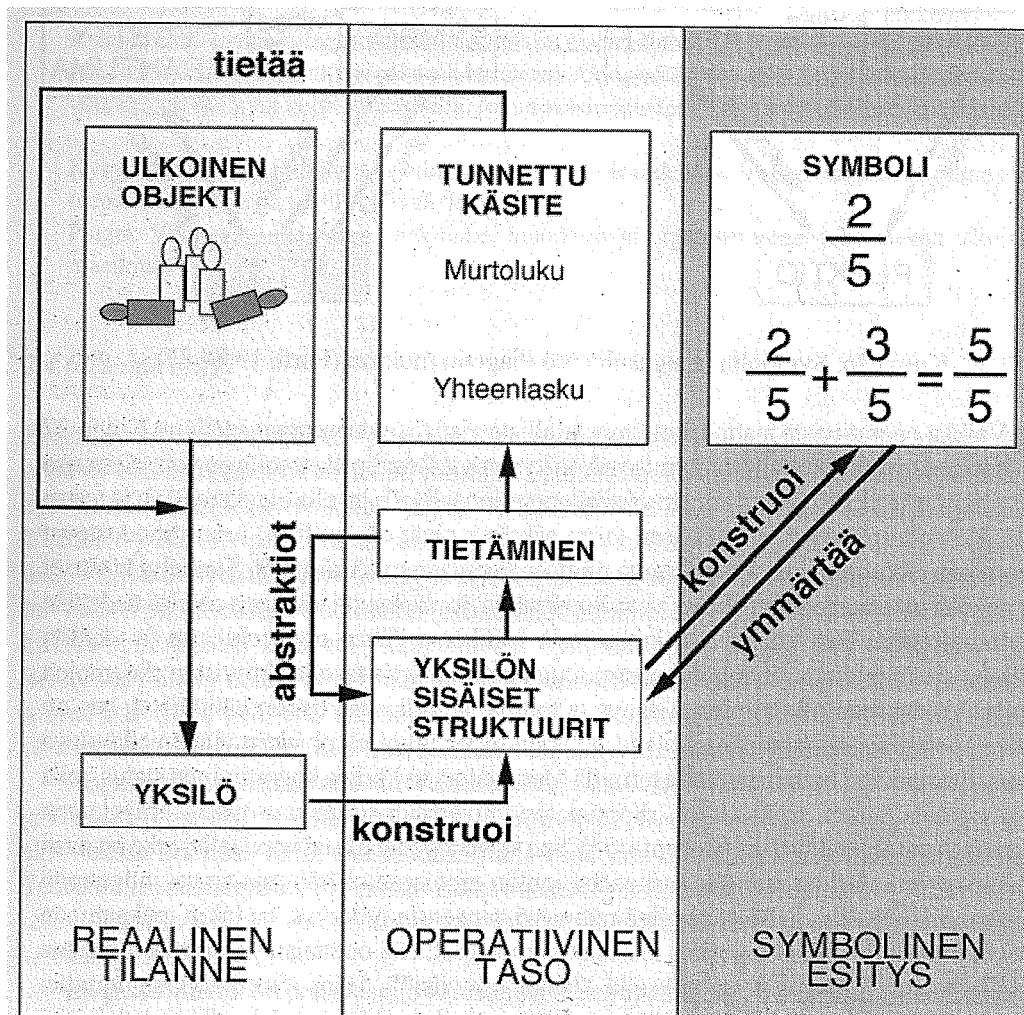 tietää
ULKOINEN
OBJEKTI
TUNNETTU
KÄSITE
Murtoluku
Yhteenlasku
SYMBOLI
2
5
2 3 5
+ =
5 5 5
abstraktiot
TIETÄMINEN
konstruoi
ymmärtää
YKSILÖN
SISÄISET
STRUKTUURIT
YKSILÖ
konstruoi
REAALINEN
TILANNE
OPERATIIVINEN
TASO
SYMBOLINEN
ESITYS